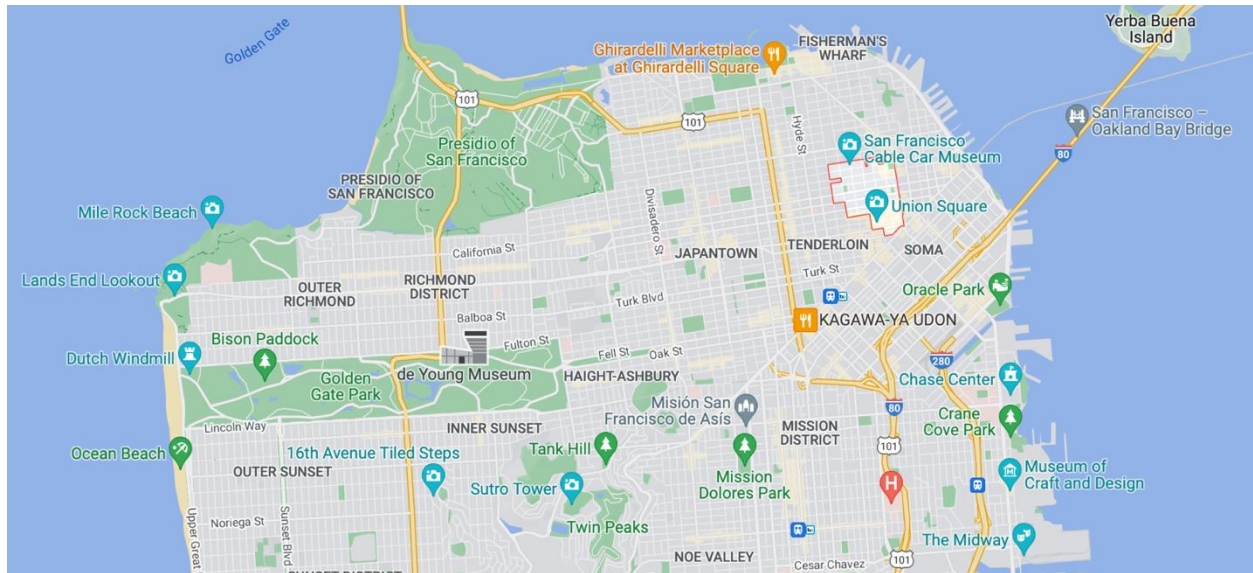 Golden Gate
Yerba Buena
Island
Ghirardelli Marketplace
at Ghirardelli Square
FISHERMAN'S
WHARF
101
101
Hyde St
San Francisco –
Oakland Bay Bridge
80
Presidio of
San Francisco
San Francisco
Cable Car Museum
PRESIDIO OF
SAN FRANCISCO
Mile Rock Beach
Divisadero St
Union Square
California St
JAPANTOWN
TENDERLOIN
SOMA
Lands End Lookout
OUTER
RICHMOND
RICHMOND
DISTRICT
Turk St
Turk Blvd
Oracle Park
Balboa St
KAGAWA-YA UDON
Bison Paddock
Fulton St
Fell St
Oak St
Dutch Windmill
280
Golden
Gate Park
de Young Museum
HAIGHT-ASHBURY
Chase Center
Misión San
Francisco de Asís
80
Crane
Cove Park
Lincoln Way
INNER SUNSET
MISSION
DISTRICT
101
Ocean Beach
16th Avenue Tiled Steps
Tank Hill
OUTER SUNSET
Mission
Dolores Park
Museum of
Craft and Design
Sutro Tower
H
Noriega St
Upper Great
Sunset Blvd
Twin Peaks
The Midway
NOE VALLEY
101
Cesar Chavez
SUNSET DISTRICT